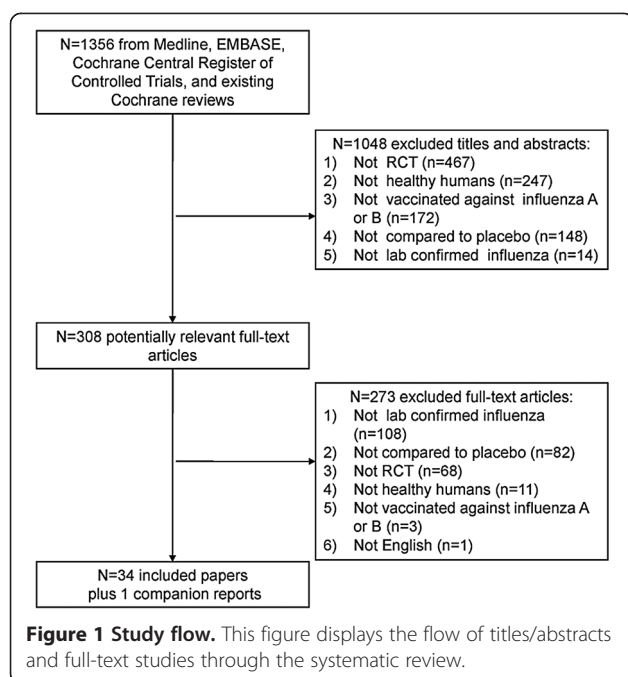 N=1356 from Medline, EMBASE,
Cochrane Central Register of
Controlled Trials, and existing
Cochrane reviews
N=1048 excluded titles and abstracts:
1) Not RCT (n=467)
2) Not healthy humans (n=247)
3) Not vaccinated against influenza A
or B (n=172)
4) Not compared to placebo (n=148)
5) Not lab confirmed influenza (n=14)
N=308 potentially relevant full-text
articles
N=273 excluded full-text articles:
1) Not lab confirmed influenza
(n=108)
2) Not compared to placebo (n=82)
3) Not RCT (n=68)
4) Not healthy humans (n=11)
5) Not vaccinated against influenza A
or B (n=3)
6) Not English (n=1)
N=34 included papers
plus 1 companion reports
Figure 1 Study flow. This figure displays the flow of titles/abstracts
and full-text studies through the systematic review.